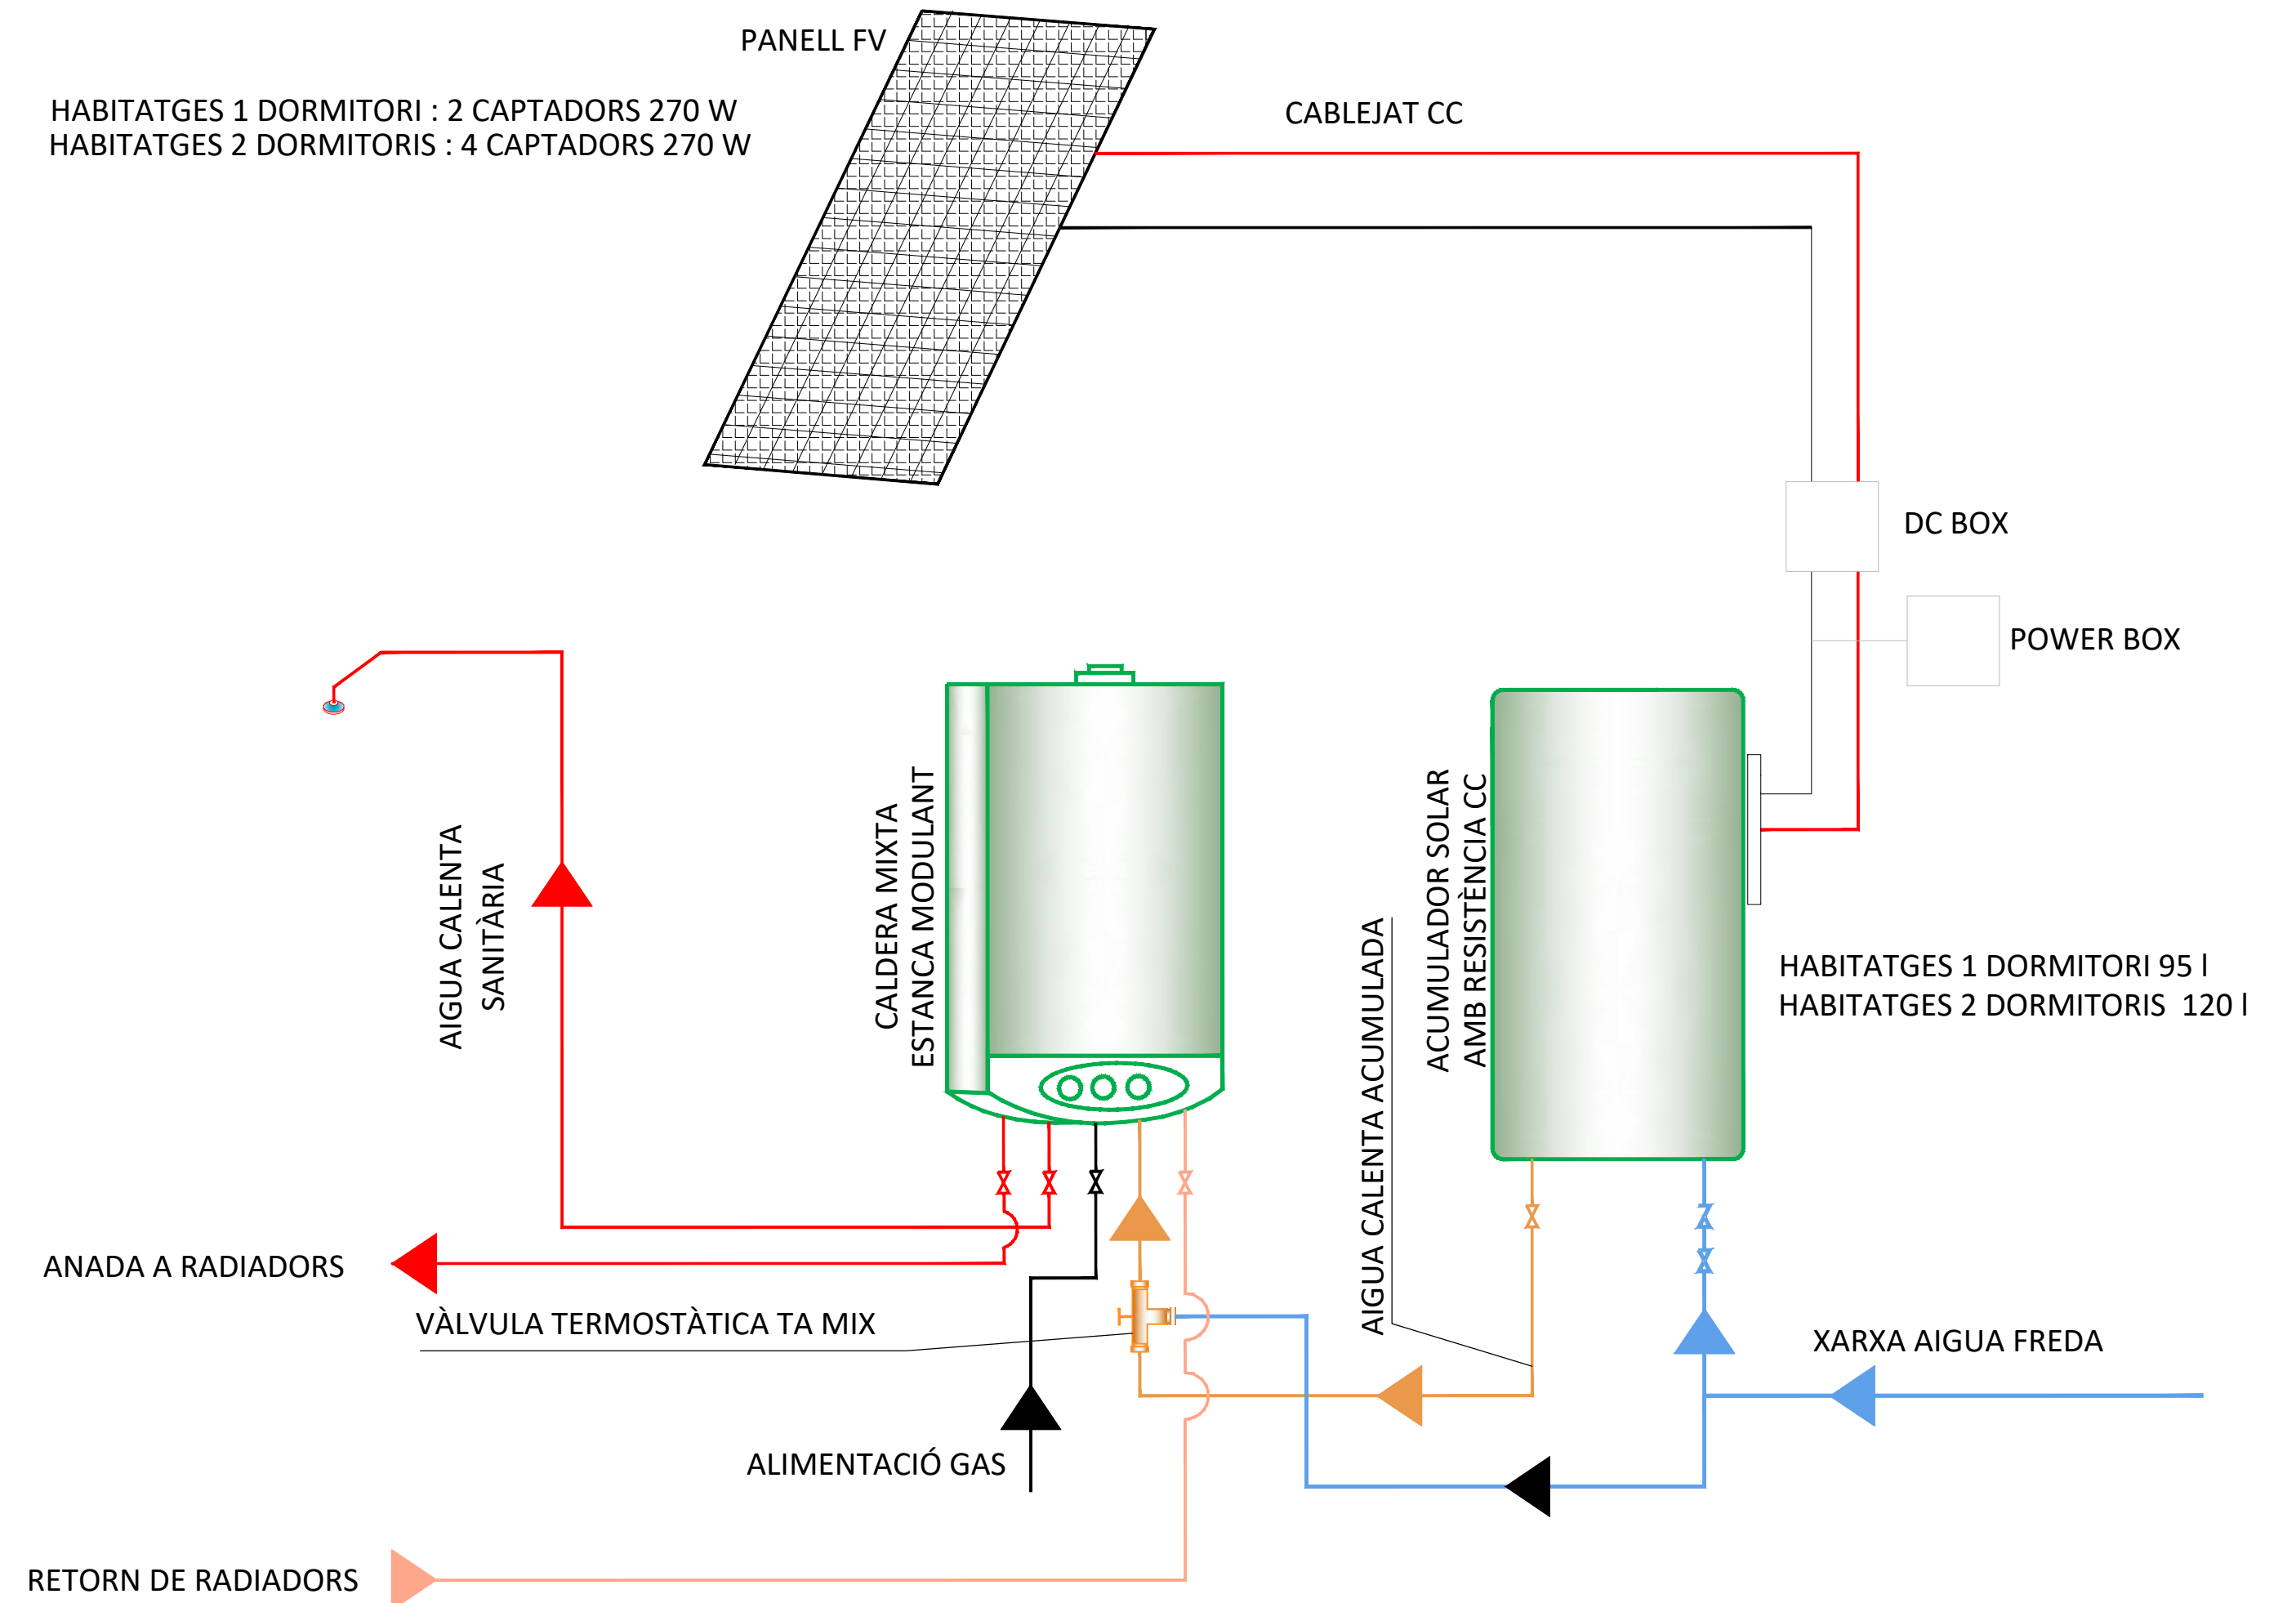 PANELL FV
HABITATGES 1 DORMITORI : 2 CAPTADORS 270 W
HABITATGES 2 DORMITORIS : 4 CAPTADORS 270 W
CABLEJAT CC
DC BOX
POWER BOX
AIGUA CALENTA
SANITÀRIA
CALDERA MIXTA
ESTANCA MODULANT
AIGUA CALENTA ACUMULADA
ACUMULADOR SOLAR
AMB RESISTÈNCIA CC
HABITATGES 1 DORMITORI 95 l
HABITATGES 2 DORMITORIS 120 l
ANADA A RADIADORS
VÀLVULA TERMOSTÀTICA TA MIX
XARXA AIGUA FREDA
ALIMENTACIÓ GAS
RETORN DE RADIADORS